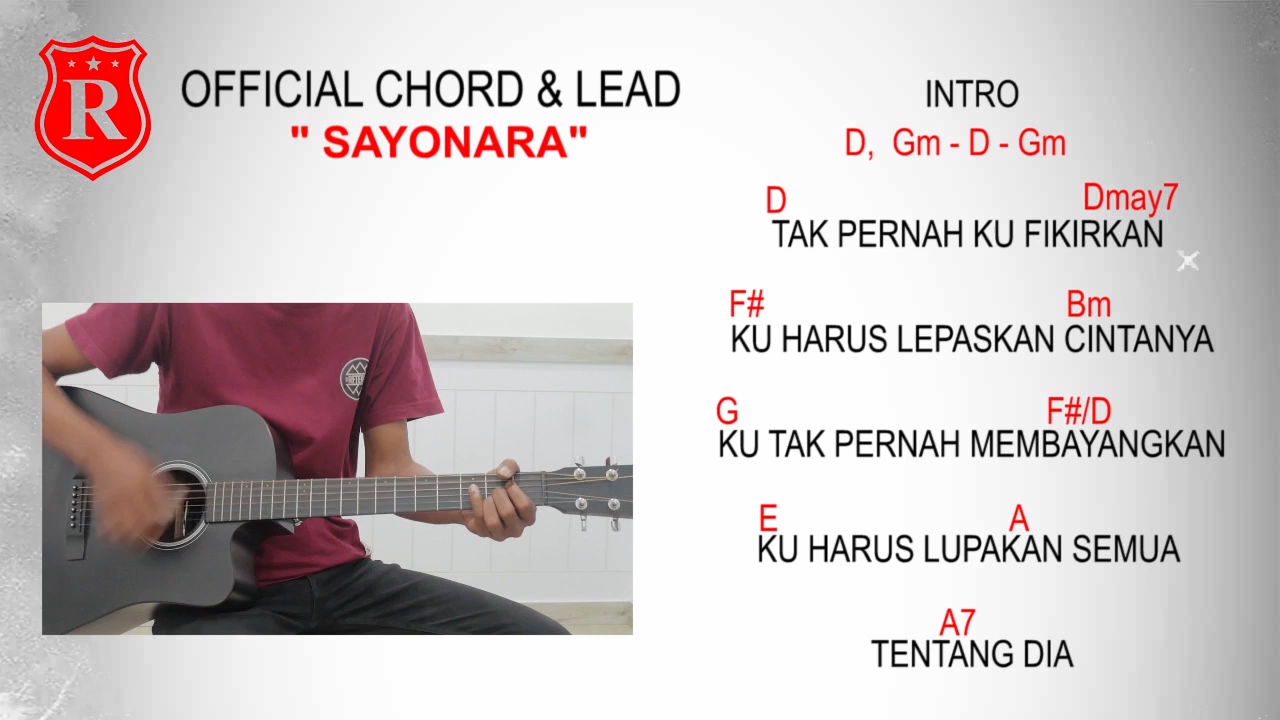 R
OFFICIAL CHORD & LEAD
" SAYONARA"
INTRO
D, Gm - D - Gm
D Dmay7
TAK PERNAH KU FIKIRKAN
F# Bm
KU HARUS LEPASKAN CINTANYA
G F#/D
KU TAK PERNAH MEMBAYANGKAN
E A
KU HARUS LUPAKAN SEMUA
A7
TENTANG DIA